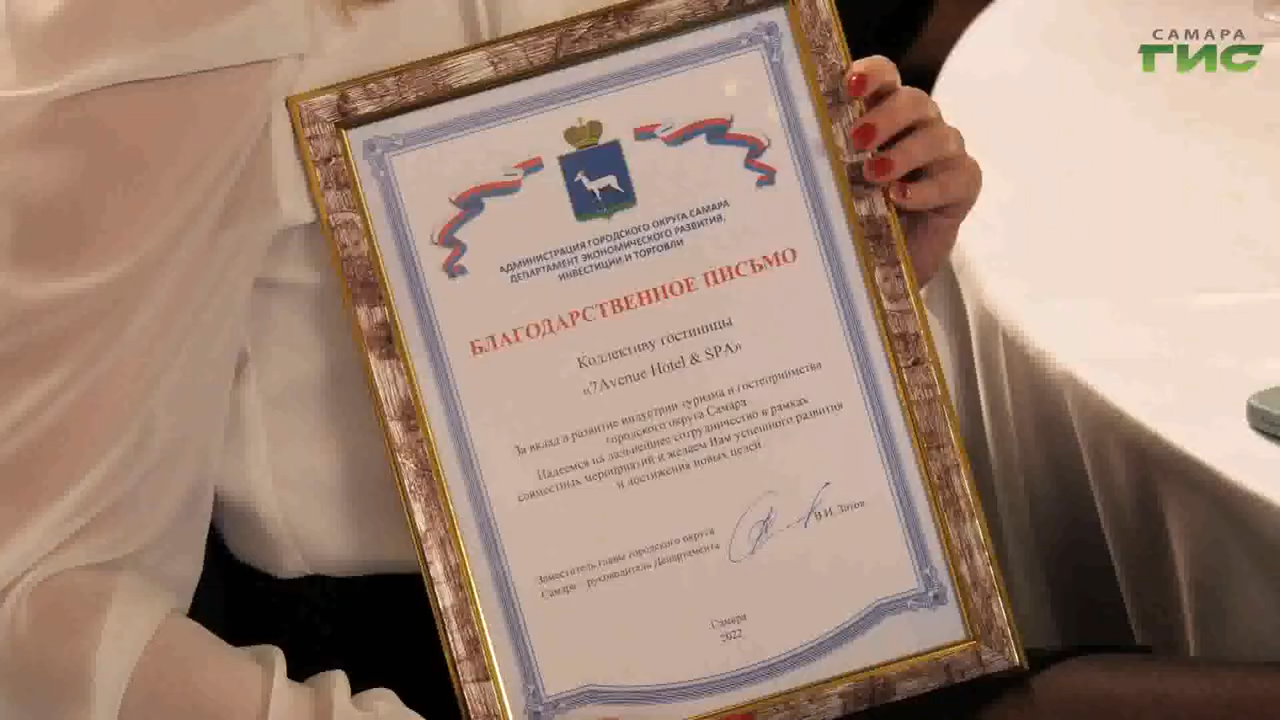 САМАРА
ГИС
АДМИНИСТРАЦИЯ ГОРОДСКОГО ОКРУГА САМАРА
ДЕПАРТАМЕНТ ЭКОНОМИЧЕСКОГО РАЗВИТИЯ,
ИНВЕСТИЦИЙ И ТОРГОВЛИ
БЛАГОДАРСТВЕННОЕ ПИСЬМО
Коллективу гостиницы
«7Avenue Hotel & SPA»
За вклад в развитие индустрии туризма и гостеприимства
городского округа Самара
Надеемся на дальнейшее сотрудничество в рамках
совместных мероприятий и желаем Вам успешного развития
и достижения новых целей
Заместитель главы городского округа
Самара - руководитель Департамента
В.И.
Самара
2022